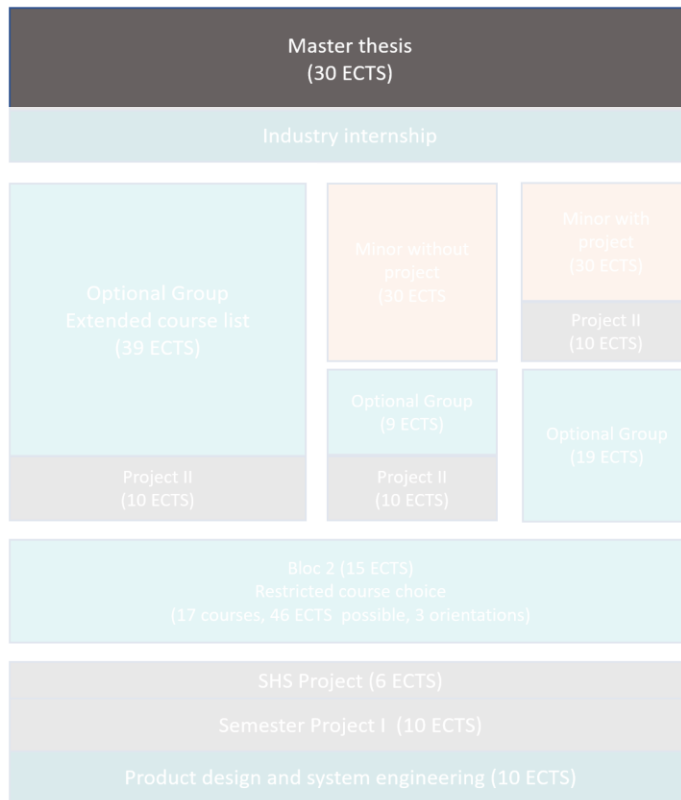 Master thesis
(30 ECTS)
Industry internship
Optional Group
Extended course list
(39 ECTS)
Project II
(10 ECTS)
Minor without
project
(30 ECTS
Optional Group
(9 ECTS)
Project II
(10 ECTS)
Minor with
project
(30 ECTS)
Project II
(10 ECTS)
Optional Group
(19 ECTS)
Bloc 2 (15 ECTS)
Restricted course choice
(17 courses, 46 ECTS possible, 3 orientations)
SHS Project (6 ECTS)
Semester Project I (10 ECTS)
Product design and system engineering (10 ECTS)